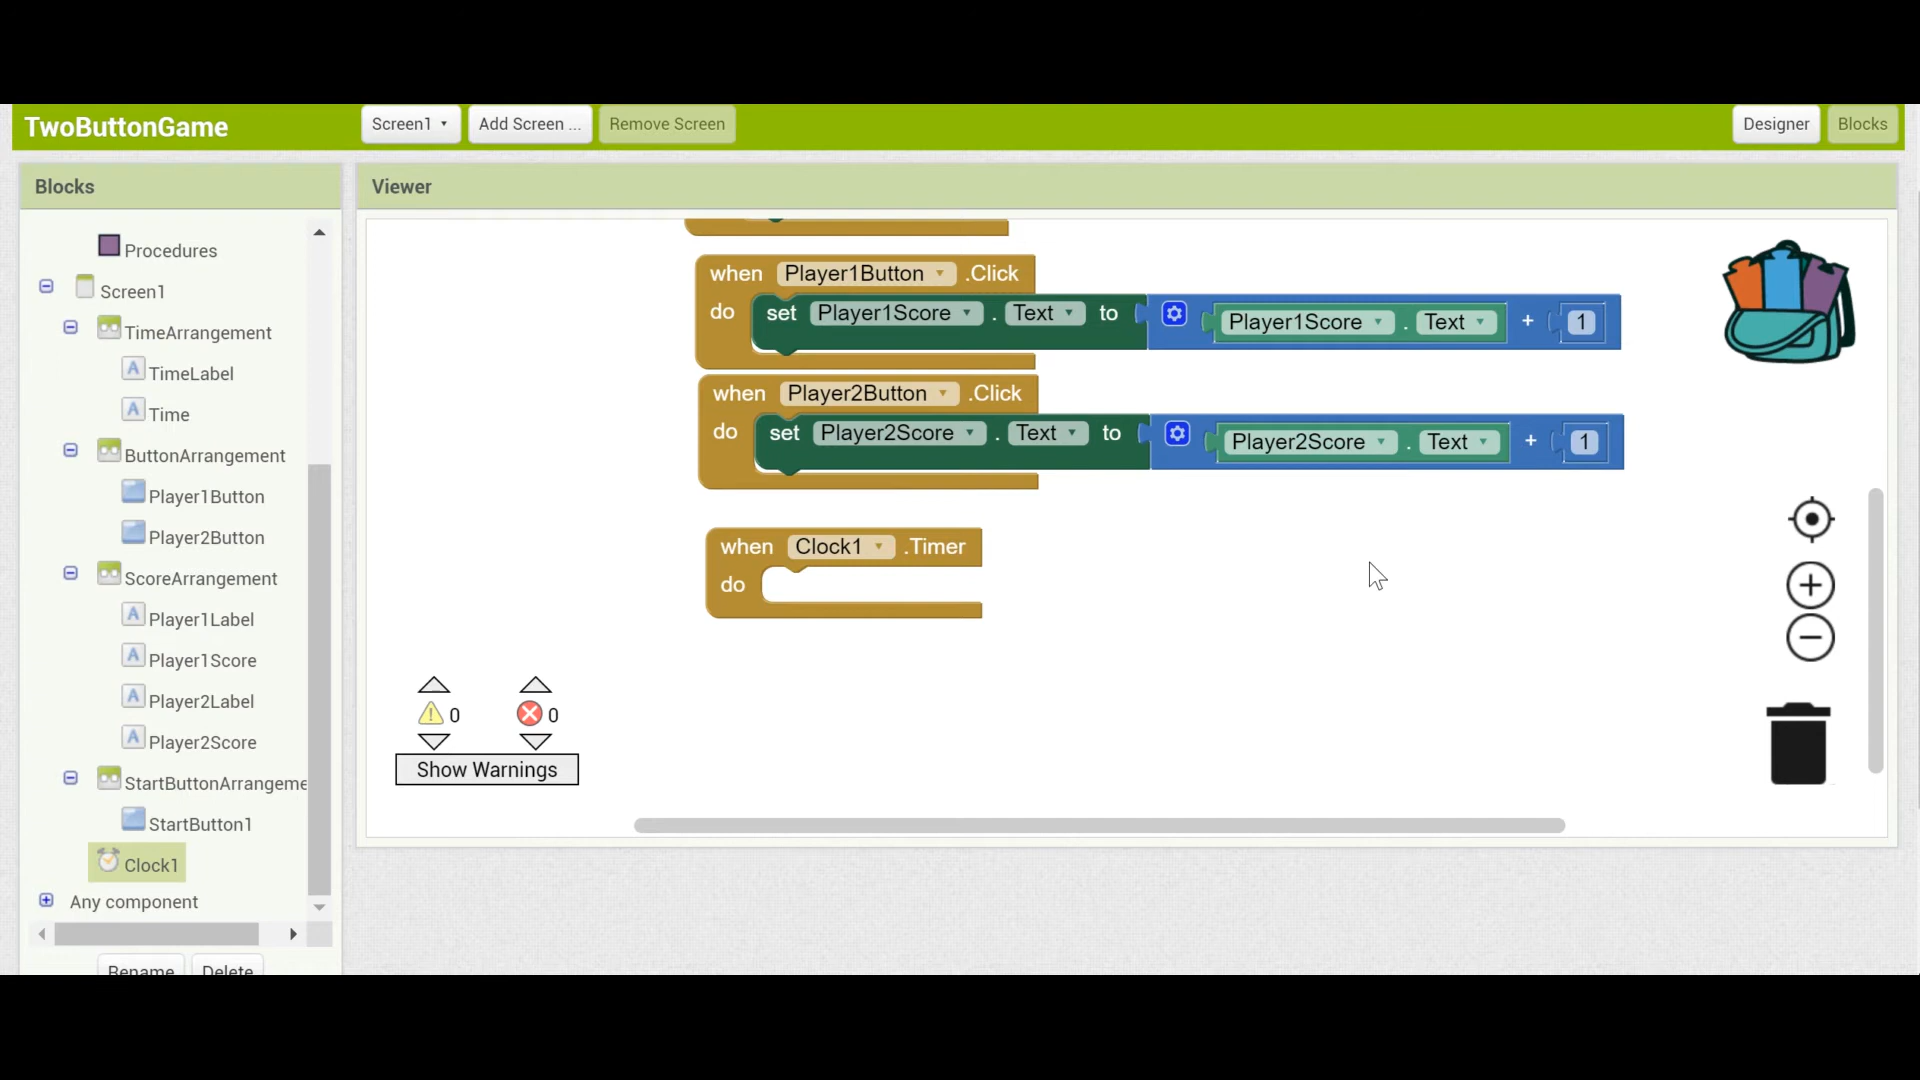 TwoButtonGame
Screen1
Add Screen ...
Remove Screen
Designer
Blocks
Blocks
Viewer
Procedures
Screen1
TimeArrangement
A TimeLabel
A Time
ButtonArrangement
Player1Button
Player2Button
ScoreArrangement
A Player1Label
A Player1Score
A Player2Label
A Player2Score
StartButtonArrangeme
StartButton1
Clock1
Any component
Rename
Delete
when Player1Button .Click
do set Player1Score . Text to Player1Score . Text + 1
when Player2Button .Click
do set Player2Score . Text to Player2Score . Text + 1
when Clock1 .Timer
do
0 0
Show Warnings